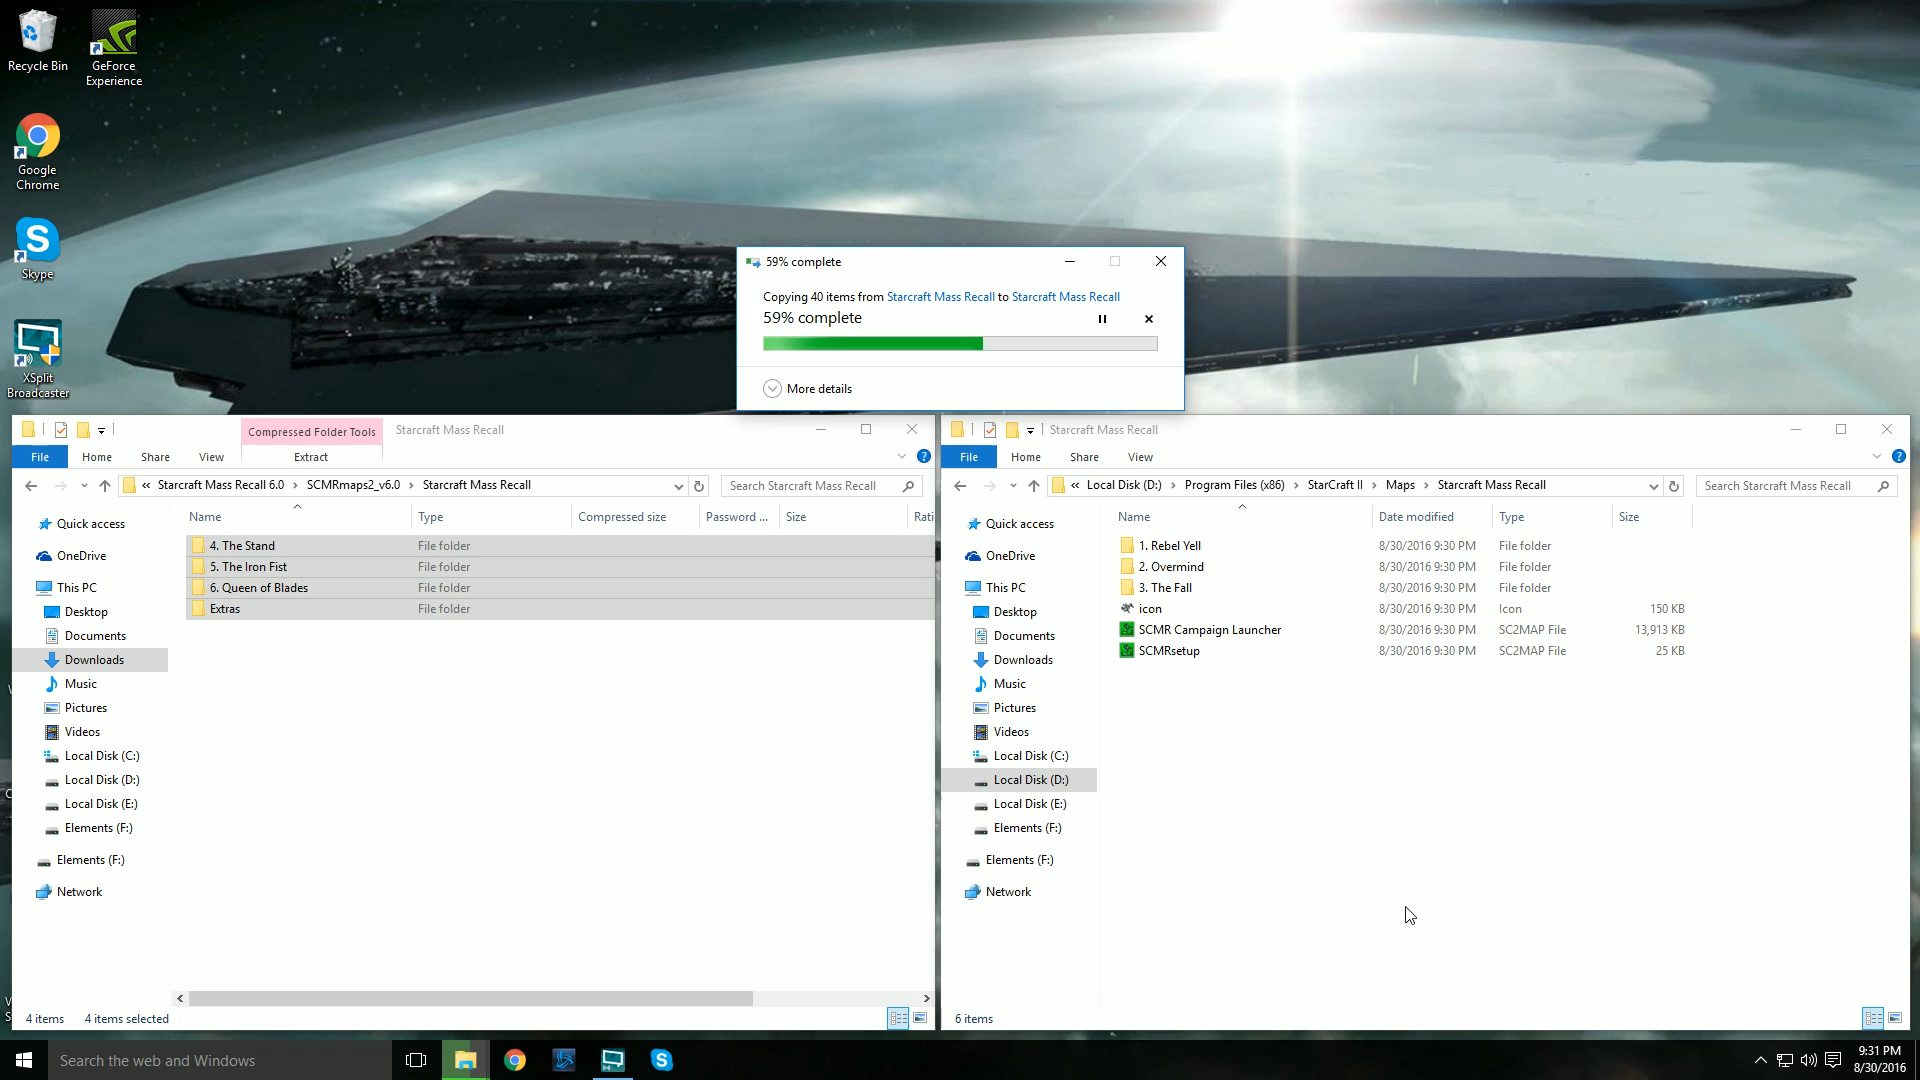 Recycle Bin
GeForce Experience
Google Chrome
Skype
XSplit Broadcaster
59% complete
Copying 40 items from Starcraft Mass Recall to Starcraft Mass Recall
59% complete
More details
Compressed Folder Tools
Starcraft Mass Recall
File Home Share View Extract
« Starcraft Mass Recall 6.0 › SCMRmaps2_v6.0 › Starcraft Mass Recall
Search Starcraft Mass Recall
Quick access
OneDrive
This PC
Desktop
Documents
Downloads
Music
Pictures
Videos
Local Disk (C:)
Local Disk (D:)
Local Disk (E:)
Elements (F:)
Elements (F:)
Network
Name Type Compressed size Password ... Size Rati
4. The Stand File folder
5. The Iron Fist File folder
6. Queen of Blades File folder
Extras File folder
4 items 4 items selected
Starcraft Mass Recall
File Home Share View
« Local Disk (D:) › Program Files (x86) › StarCraft II › Maps › Starcraft Mass Recall
Search Starcraft Mass Recall
Quick access
OneDrive
This PC
Desktop
Documents
Downloads
Music
Pictures
Videos
Local Disk (C:)
Local Disk (D:)
Local Disk (E:)
Elements (F:)
Elements (F:)
Network
Name Date modified Type Size
1. Rebel Yell 8/30/2016 9:30 PM File folder
2. Overmind 8/30/2016 9:30 PM File folder
3. The Fall 8/30/2016 9:30 PM File folder
icon 8/30/2016 9:30 PM Icon 150 KB
SCMR Campaign Launcher 8/30/2016 9:30 PM SC2MAP File 13,913 KB
SCMRsetup 8/30/2016 9:30 PM SC2MAP File 25 KB
6 items
Search the web and Windows
9:31 PM
8/30/2016